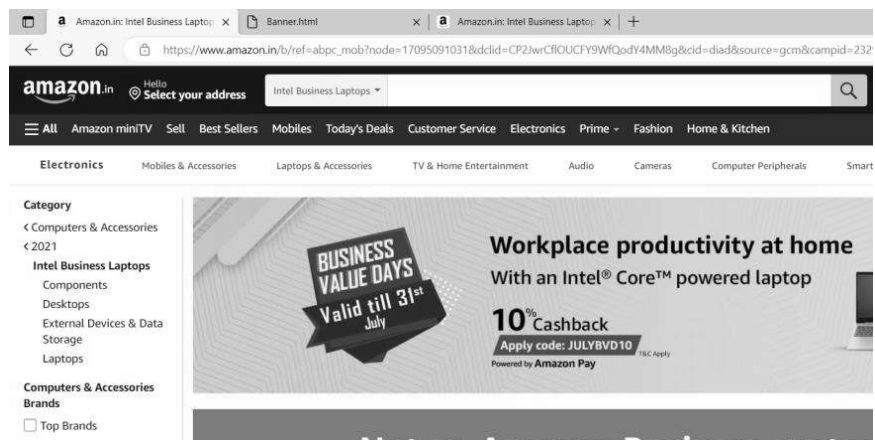 Amazon.in: Intel Business Laptop
Banner.html
Amazon.in: Intel Business Laptop
https://www.amazon.in/b/ref=abpc_mob?node=17095091031&dclid=CP2JwrCflOUCFY9WfQodY4MM8g&cid=diad&source=gcm&campid=232
amazon.in
Hello
Select your address
Intel Business Laptops
All Amazon miniTV Sell Best Sellers Mobiles Today's Deals Customer Service Electronics Prime Fashion Home & Kitchen
Electronics Mobiles & Accessories Laptops & Accessories TV & Home Entertainment Audio Cameras Computer Peripherals Smart
Category
Computers & Accessories
2021
Intel Business Laptops
Components
Desktops
External Devices & Data
Storage
Laptops
Computers & Accessories
Brands
Top Brands
BUSINESS
VALUE DAYS
Valid till 31st
July
Workplace productivity at home
With an Intel® Core™ powered laptop
10% Cashback
Apply code: JULYBVD10
T&C Apply
Powered by Amazon Pay